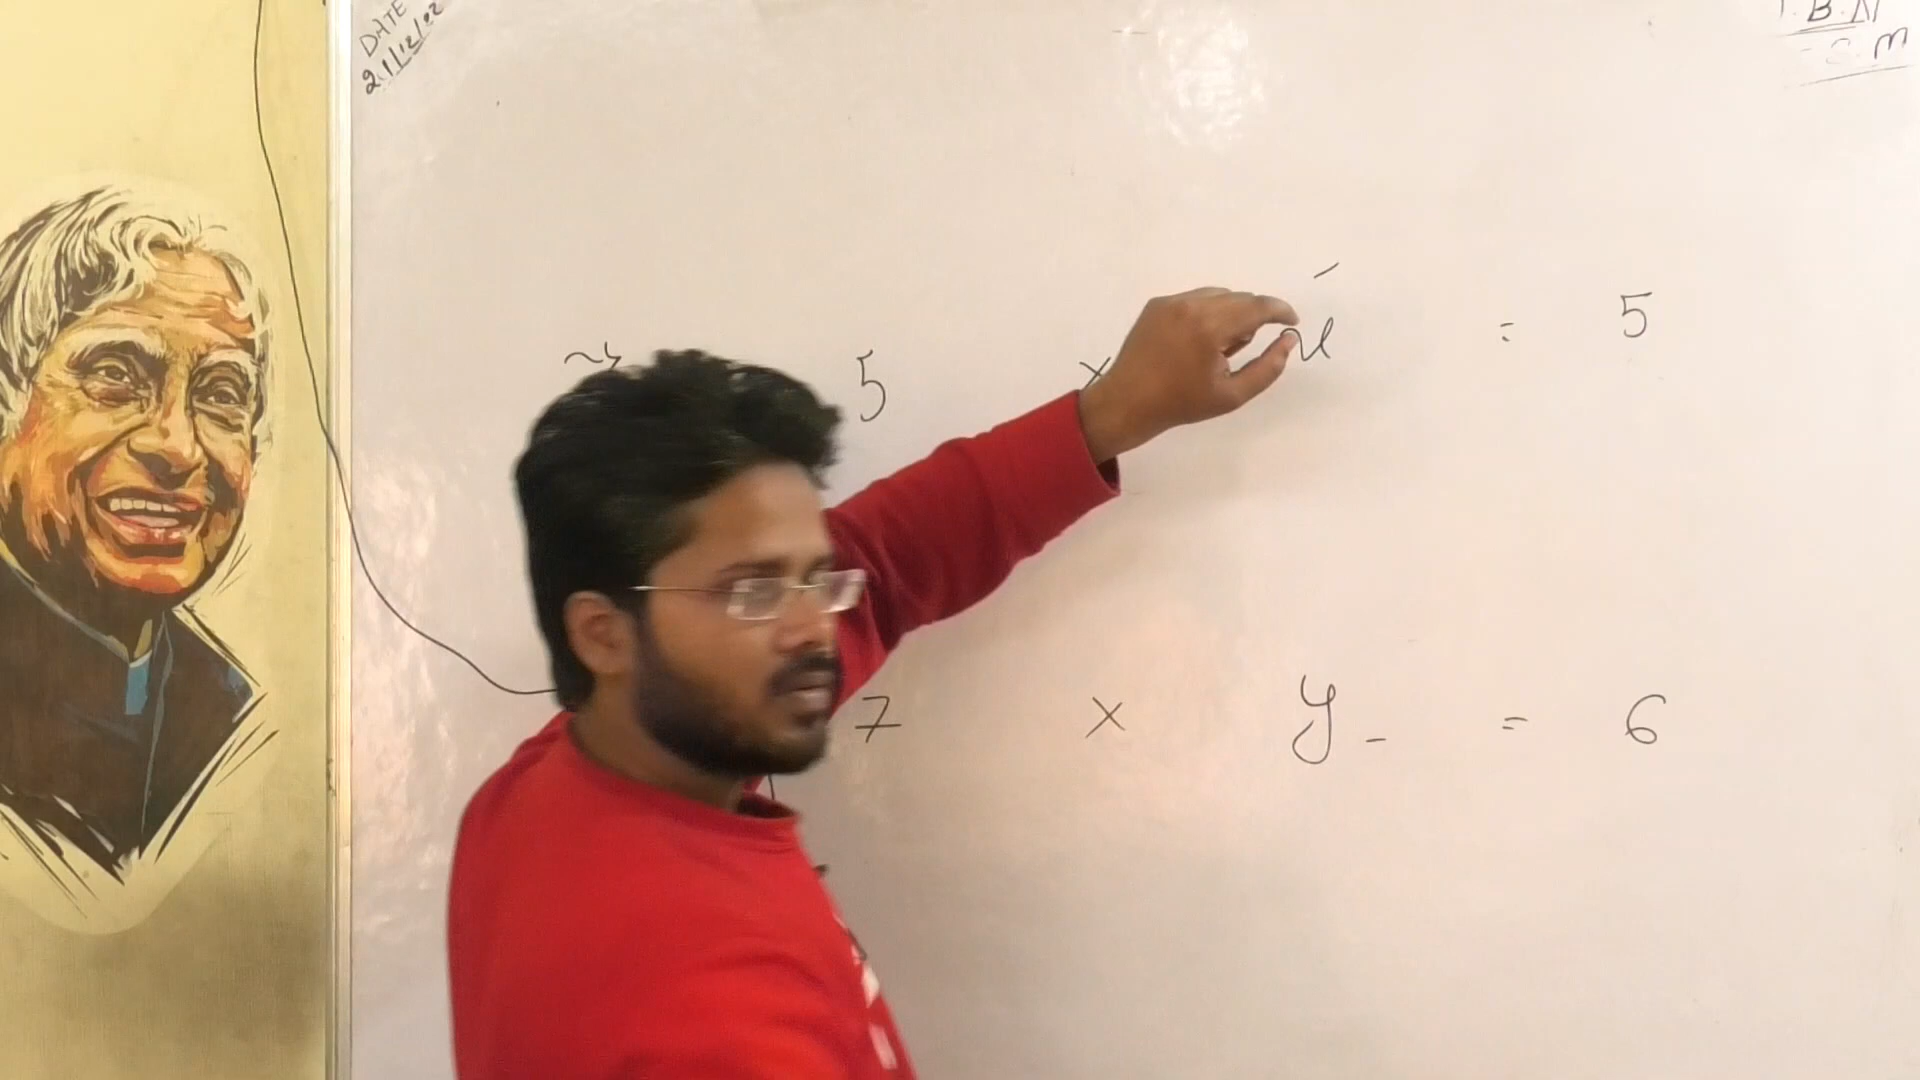 DATE
21/12/22
B.N
S.M
5 × x = 5
7 × y - = 6